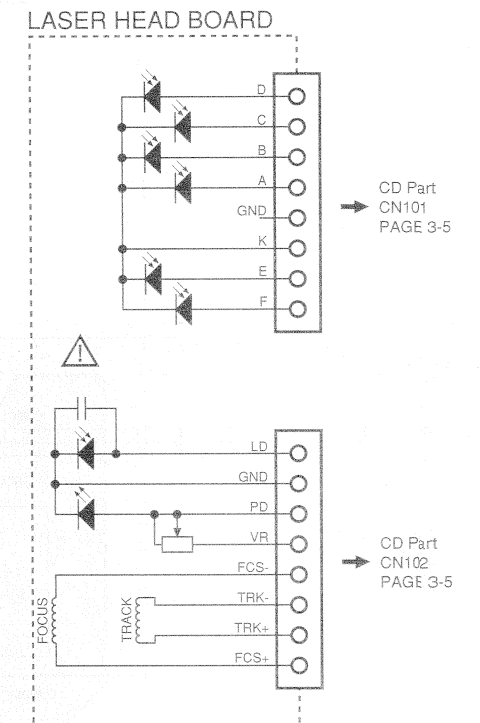 LASER HEAD BOARD
D
C
B
A
GND
K
E
F
CD Part
CN101
PAGE 3-5
!
LD
GND
PD
VR
FCS-
TRK-
TRK+
FCS+
FOCUS
TRACK
CD Part
CN102
PAGE 3-5